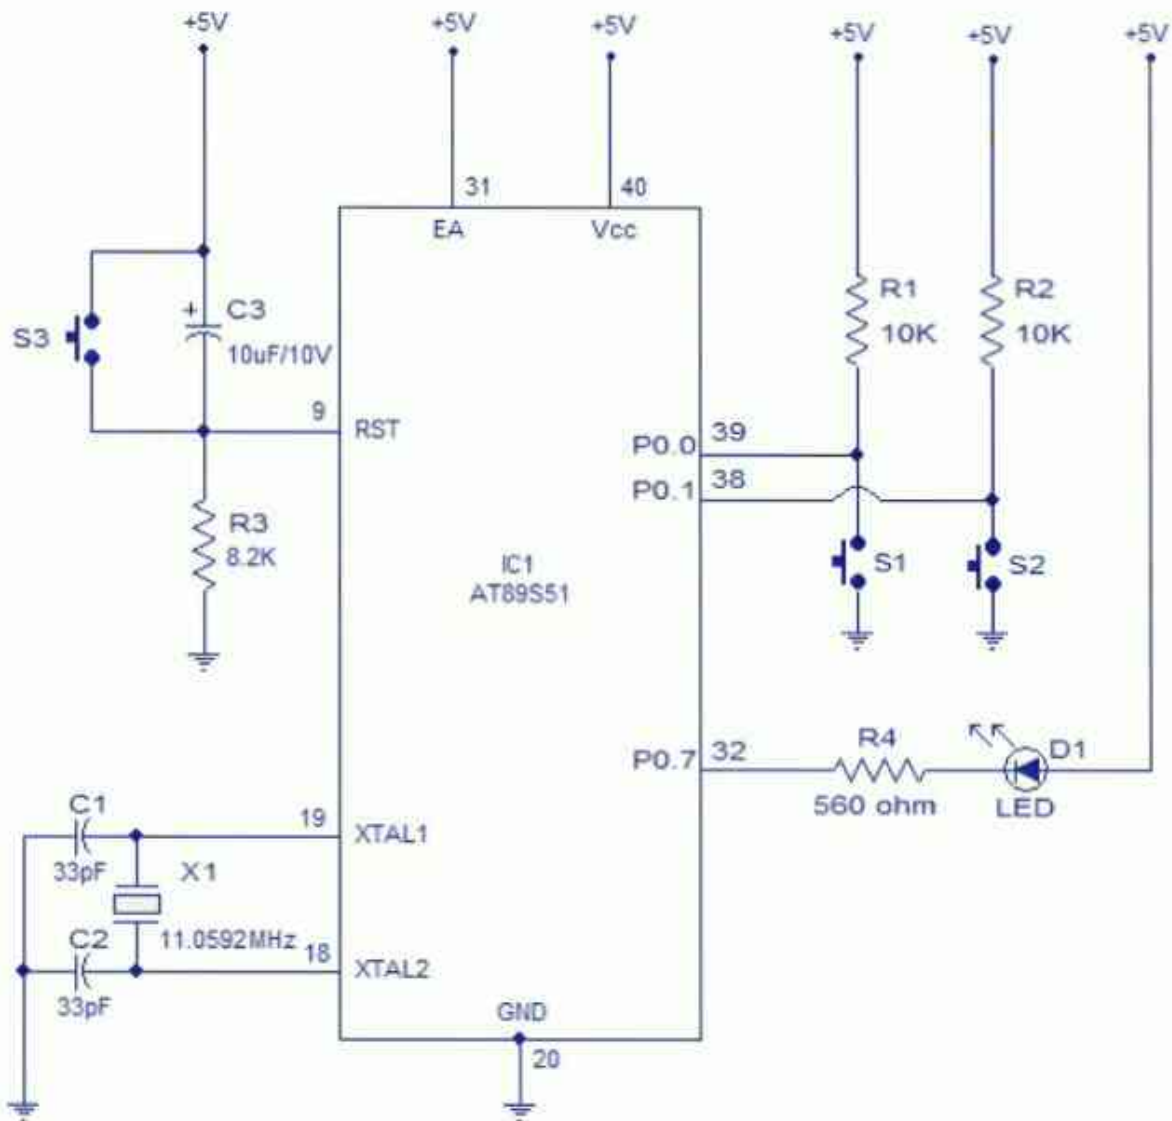 +5V
+5V
+5V
+5V
+5V
+5V
31
40
EA
Vcc
S3
+
C3
10uF/10V
R1
10K
R2
10K
9
RST
P0.0
39
P0.1
38
R3
8.2K
IC1
AT89S51
S1
S2
P0.7
32
R4
560 ohm
D1
LED
C1
33pF
19
XTAL1
X1
11.0592MHz
C2
33pF
18
XTAL2
GND
20